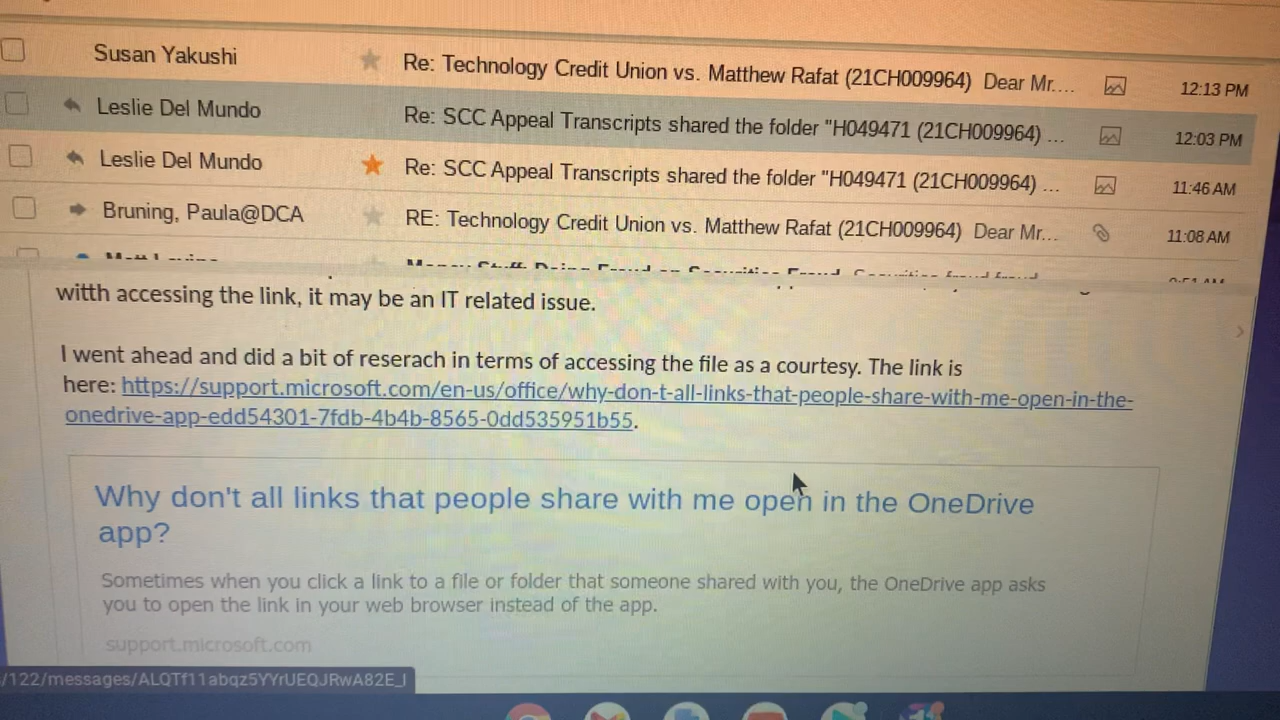 Susan Yakushi Re: Technology Credit Union vs. Matthew Rafat (21CH009964) Dear Mr.... 12:13 PM
Leslie Del Mundo Re: SCC Appeal Transcripts shared the folder "H049471 (21CH009964) ... 12:03 PM
Leslie Del Mundo Re: SCC Appeal Transcripts shared the folder "H049471 (21CH009964) ... 11:46 AM
Bruning, Paula@DCA RE: Technology Credit Union vs. Matthew Rafat (21CH009964) Dear Mr... 11:08 AM
witth accessing the link, it may be an IT related issue.
I went ahead and did a bit of reserach in terms of accessing the file as a courtesy. The link is
here: https://support.microsoft.com/en-us/office/why-don-t-all-links-that-people-share-with-me-open-in-the-
onedrive-app-edd54301-7fdb-4b4b-8565-0dd535951b55.
Why don't all links that people share with me open in the OneDrive
app?
Sometimes when you click a link to a file or folder that someone shared with you, the OneDrive app asks
you to open the link in your web browser instead of the app.
support.microsoft.com
/122/messages/ALQTf11abqz5YYrUEQJRwA82E_I